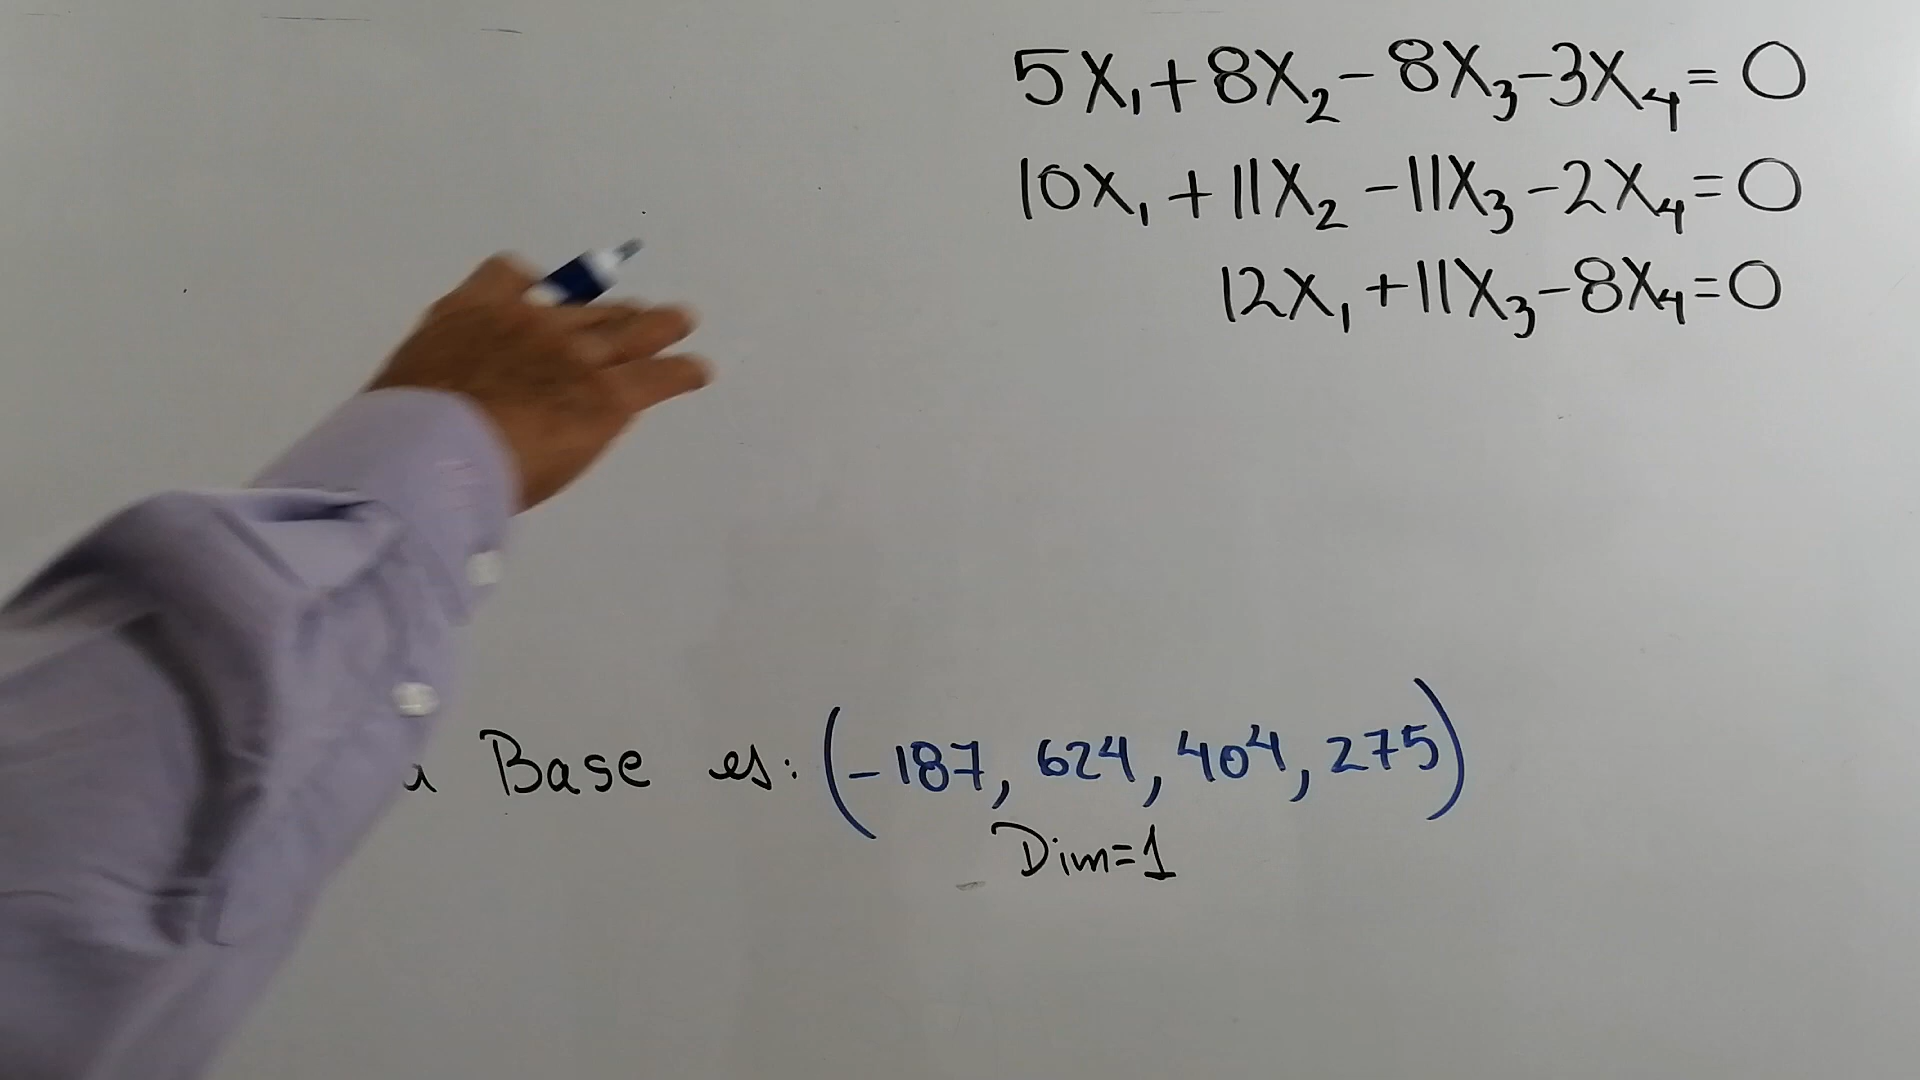 5X₁+8X₂-8X₃-3X₄=0
10X₁+11X₂-11X₃-2X₄=0
12X₁+11X₃-8X₄=0
Base es: (-187, 624, 404, 275)
Dim=1